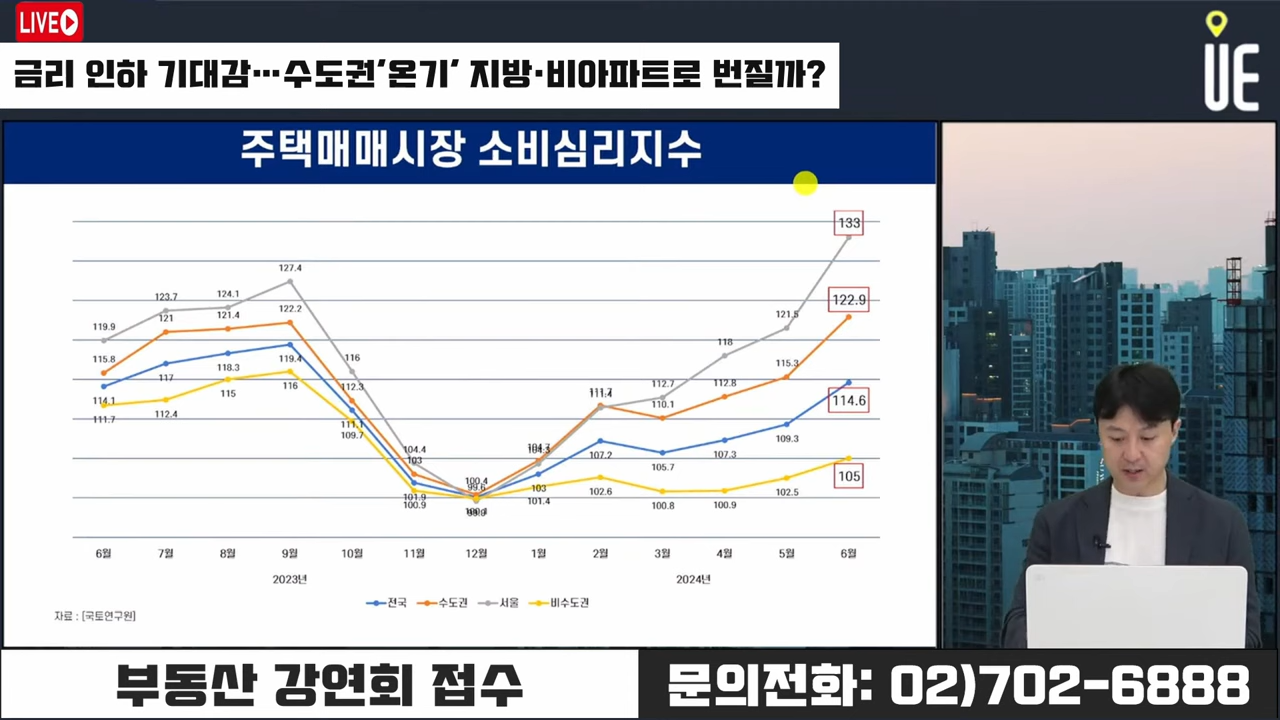 LIVE
UE
금리 인하 기대감…수도권'온기' 지방·비아파트로 번질까?
주택매매시장 소비심리지수
133
127.4
123.7 124.1 122.2 122.9
119.9 121 121.4 121.5
118
115.8 119.4 116 115.3
117 118.3 112.3 111.7 112.7 112.8 114.6
114.1 115 116 110.1
111.7 112.4 111.1 109.3
109.7 104.4 107.2 107.3
103 105.7 105
100.4
99.6 103 102.6 102.5
101.9 101.4 100.8 100.9
100.9
6월 7월 8월 9월 10월 11월 12월 1월 2월 3월 4월 5월 6월
2023년 2024년
전국 수도권 서울 비수도권
자료 : [국토연구원]
부동산 강연회 접수
문의전화: 02)702-6888